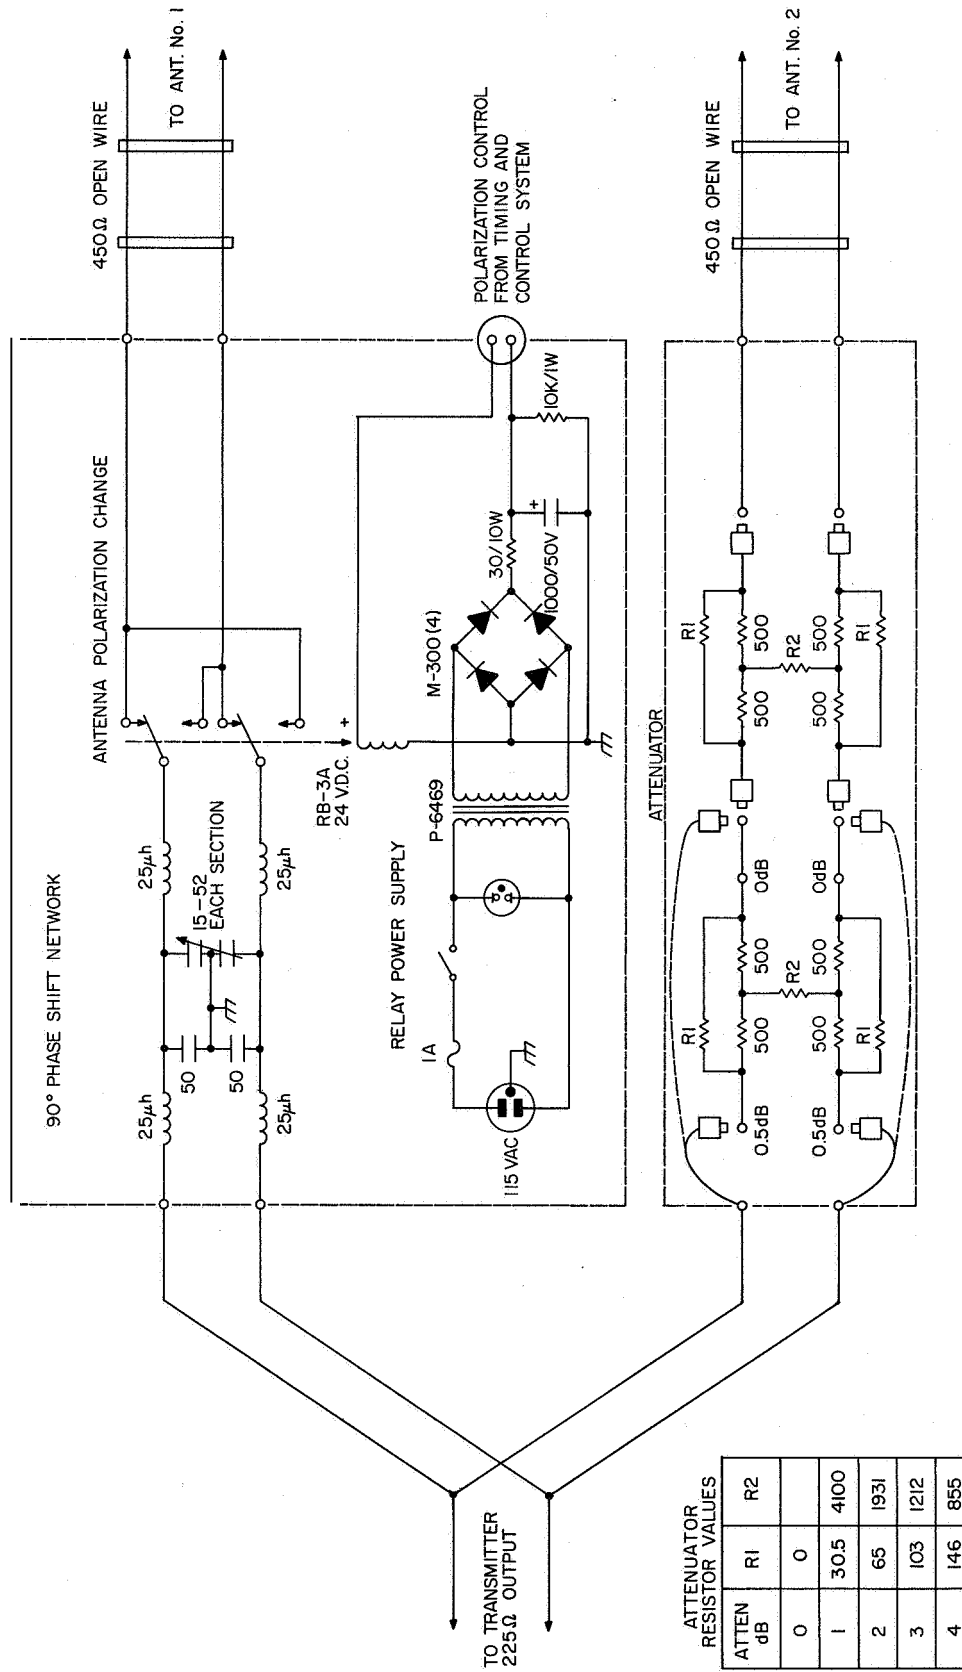 90° PHASE SHIFT NETWORK
ANTENNA POLARIZATION CHANGE
450Ω OPEN WIRE
TO ANT. No. 1
25μh
25μh
50
50
15-52
EACH SECTION
25μh
25μh
RB-3A
24 V.D.C.
+
RELAY POWER SUPPLY
115 VAC
1A
P-6469
M-300(4)
30/10W
+
1000/50V
10K/1W
POLARIZATION CONTROL
FROM TIMING AND
CONTROL SYSTEM
ATTENUATOR
450Ω OPEN WIRE
TO ANT. No. 2
R1
R1
0.5dB
500
500
0dB
500
500
R2
R2
0.5dB
500
500
0dB
500
500
R1
R1
TO TRANSMITTER
225Ω OUTPUT
ATTENUATOR
RESISTOR VALUES
ATTEN dB R1 R2
0 0
1 30.5 4100
2 65 1931
3 103 1212
4 146 855